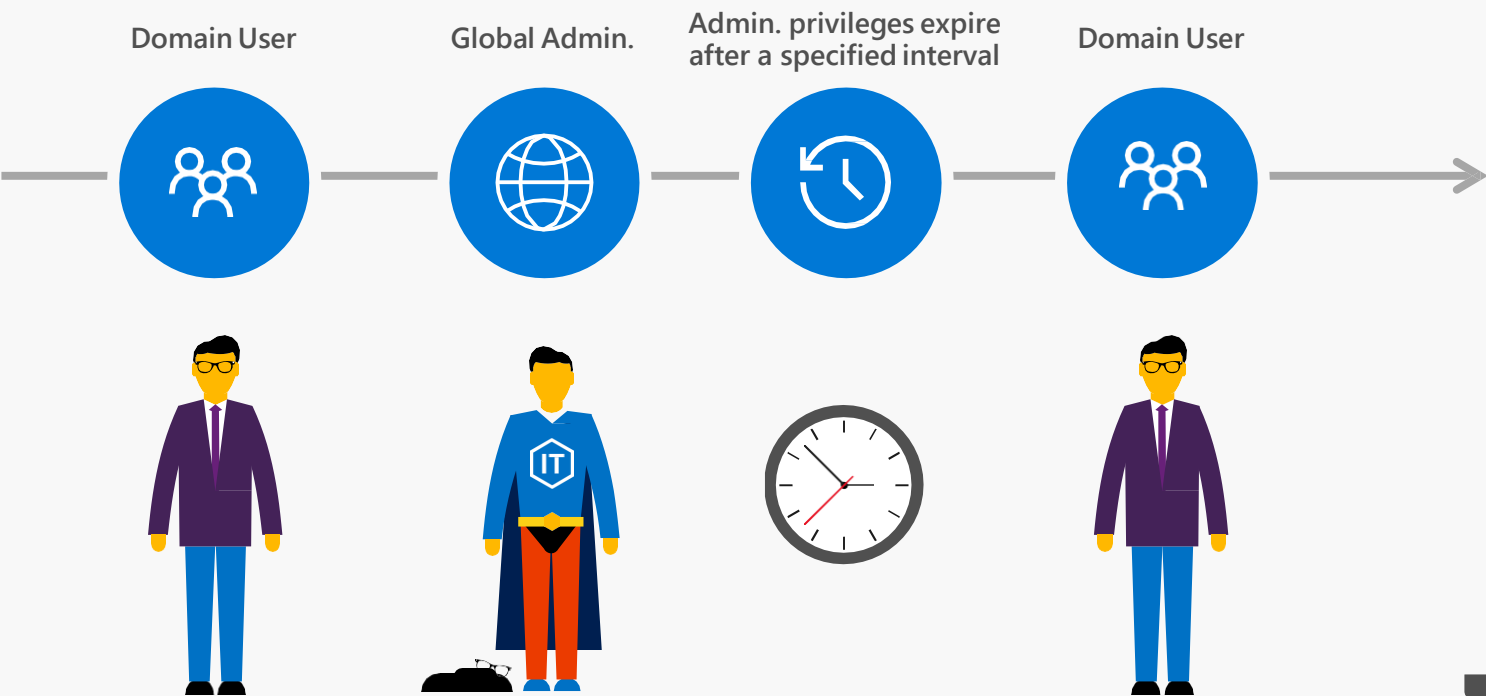 Domain User
Global Admin.
Admin. privileges expire
after a specified interval
Domain User
IT